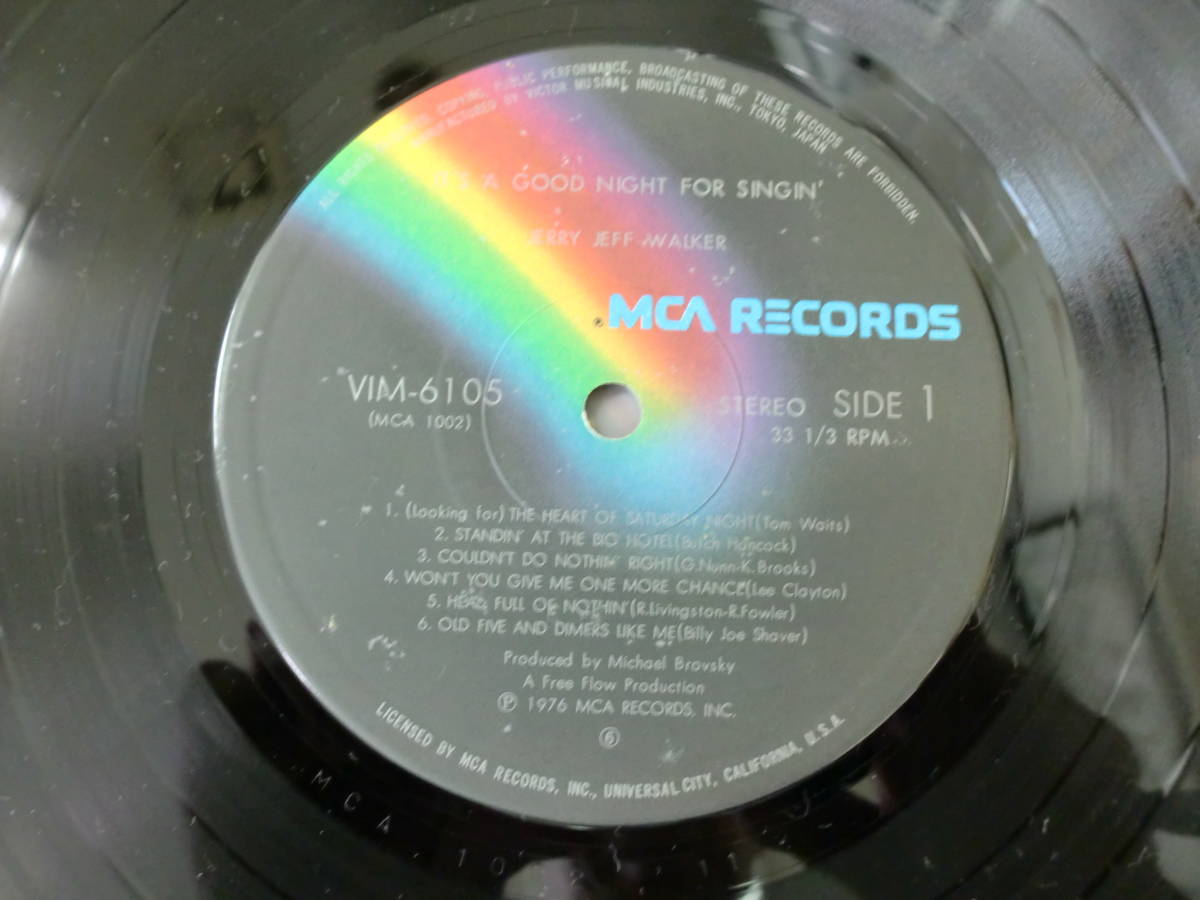 COPYING, PUBLIC PERFORMANCE, BROADCASTING OF THESE RECORDS ARE FORBIDDEN.
MANUFACTURED BY VICTOR MUSICAL INDUSTRIES, INC., TOKYO, JAPAN
IT'S A GOOD NIGHT FOR SINGIN'
JERRY JEFF WALKER
® MCA RECORDS
VIM-6105
(MCA 1002)
STEREO SIDE 1
33 1/3 RPM
1. (Looking for) THE HEART OF SATURDAY NIGHT(Tom Waits)
2. STANDIN' AT THE BIG HOTEL(Butch Hancock)
3. COULDN'T DO NOTHIN' RIGHT(G.Nunn-K.Brooks)
4. WON'T YOU GIVE ME ONE MORE CHANCE(Lee Clayton)
5. HEAD FULL OF NOTHIN'(R.Livingston-R.Fowler)
6. OLD FIVE AND DIMERS LIKE ME(Billy Joe Shaver)
Produced by Michael Brovsky
A Free Flow Production
Ⓟ 1976 MCA RECORDS, INC.
⑥
LICENSED BY MCA RECORDS, INC., UNIVERSAL CITY, CALIFORNIA, U.S.A.
MCA